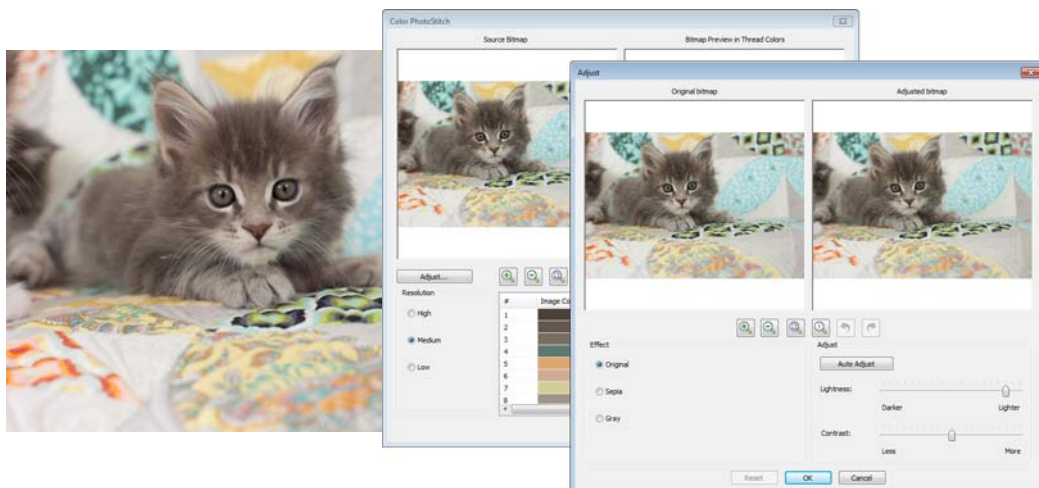 Color PhotoStitch
Source Bitmap
Bitmap Preview in Thread Colors
Adjust...
Resolution
High
Medium
Low
# Image Co
1
2
3
4
5
6
7
8
Adjust
Original bitmap
Adjusted bitmap
Effect
Original
Sepia
Gray
Adjust
Auto Adjust
Lightness:
Darker Lighter
Contrast:
Less More
Reset OK Cancel